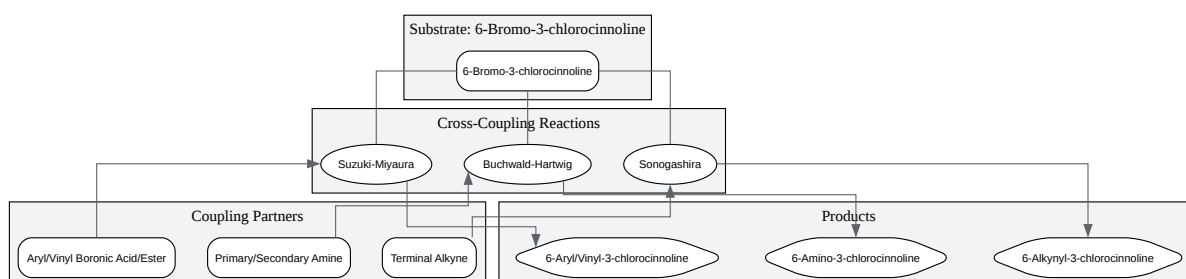 Substrate: 6-Bromo-3-chlorocinnoline
6-Bromo-3-chlorocinnoline
Cross-Coupling Reactions
Suzuki-Miyaura
Buchwald-Hartwig
Sonogashira
Coupling Partners
Aryl/Vinyl Boronic Acid/Ester
Primary/Secondary Amine
Terminal Alkyne
Products
6-Aryl/Vinyl-3-chlorocinnoline
6-Amino-3-chlorocinnoline
6-Alkynyl-3-chlorocinnoline